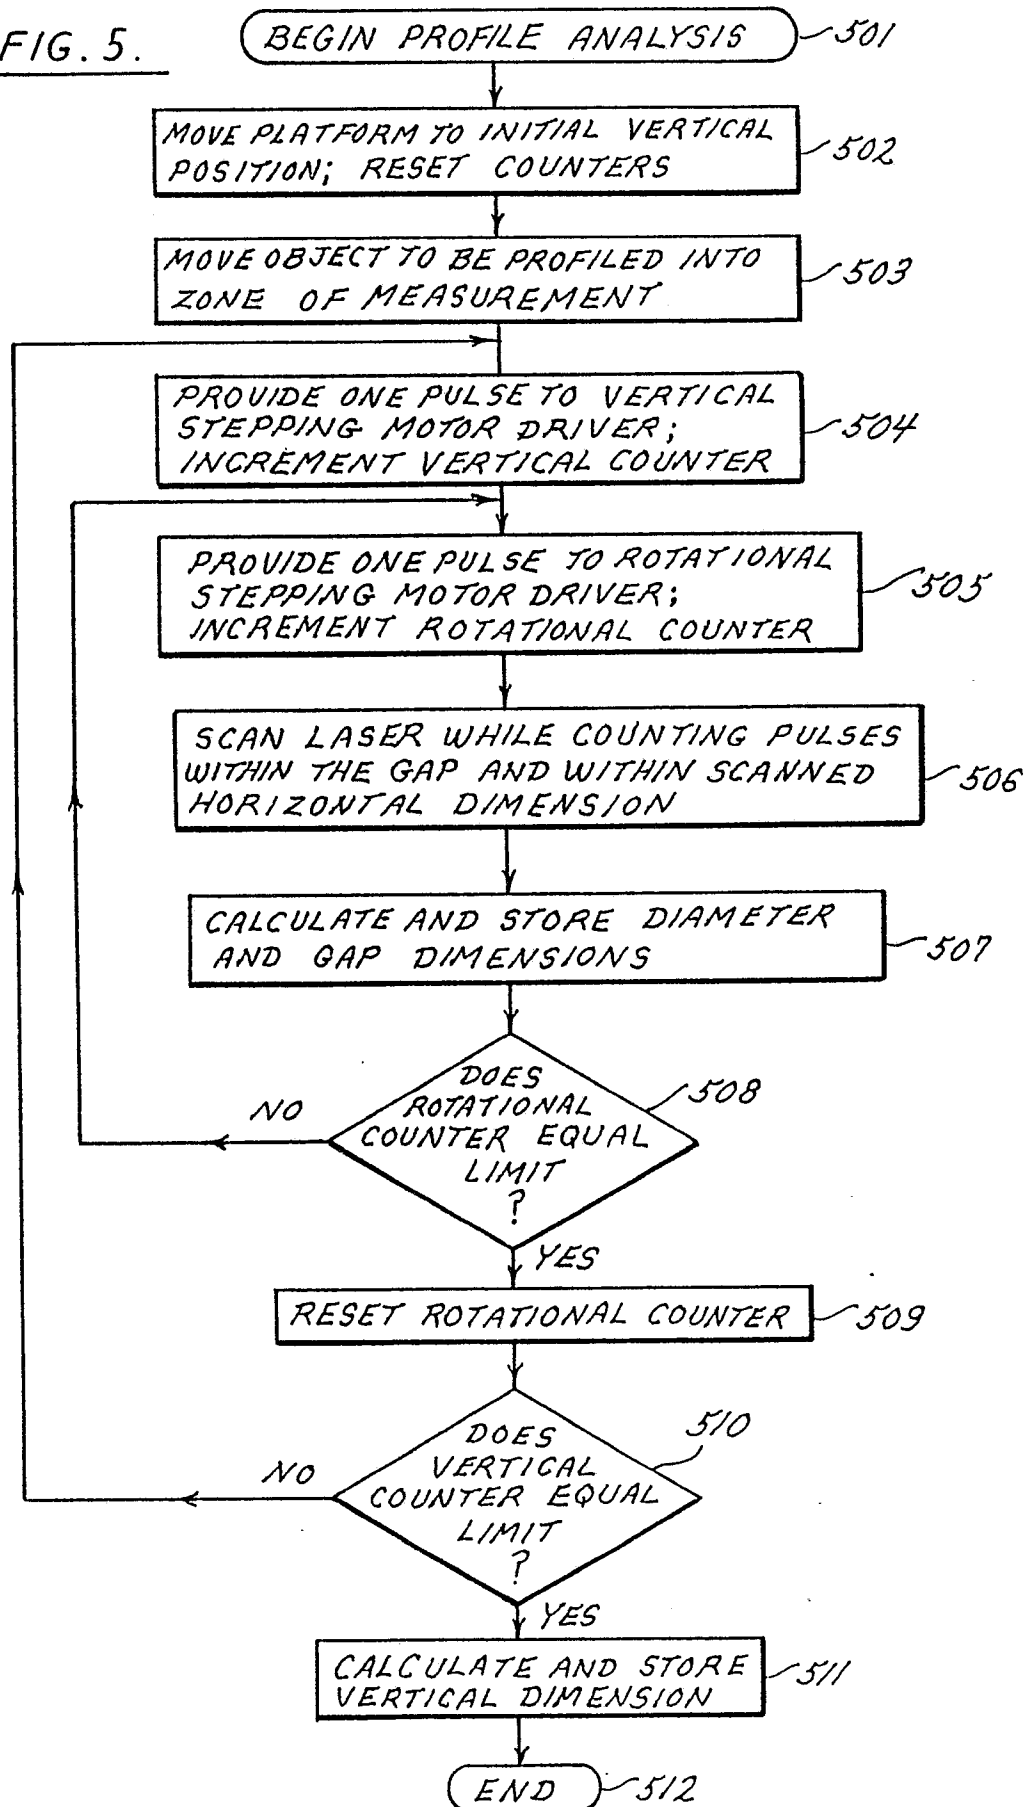 FIG. 5.
BEGIN PROFILE ANALYSIS
501
MOVE PLATFORM TO INITIAL VERTICAL
POSITION; RESET COUNTERS
502
MOVE OBJECT TO BE PROFILED INTO
ZONE OF MEASUREMENT
503
PROVIDE ONE PULSE TO VERTICAL
STEPPING MOTOR DRIVER;
INCREMENT VERTICAL COUNTER
504
PROVIDE ONE PULSE TO ROTATIONAL
STEPPING MOTOR DRIVER;
INCREMENT ROTATIONAL COUNTER
505
SCAN LASER WHILE COUNTING PULSES
WITHIN THE GAP AND WITHIN SCANNED
HORIZONTAL DIMENSION
506
CALCULATE AND STORE DIAMETER
AND GAP DIMENSIONS
507
DOES
ROTATIONAL
COUNTER EQUAL
LIMIT
?
508
NO
YES
RESET ROTATIONAL COUNTER
509
DOES
VERTICAL
COUNTER EQUAL
LIMIT
?
510
NO
YES
CALCULATE AND STORE
VERTICAL DIMENSION
511
END
512